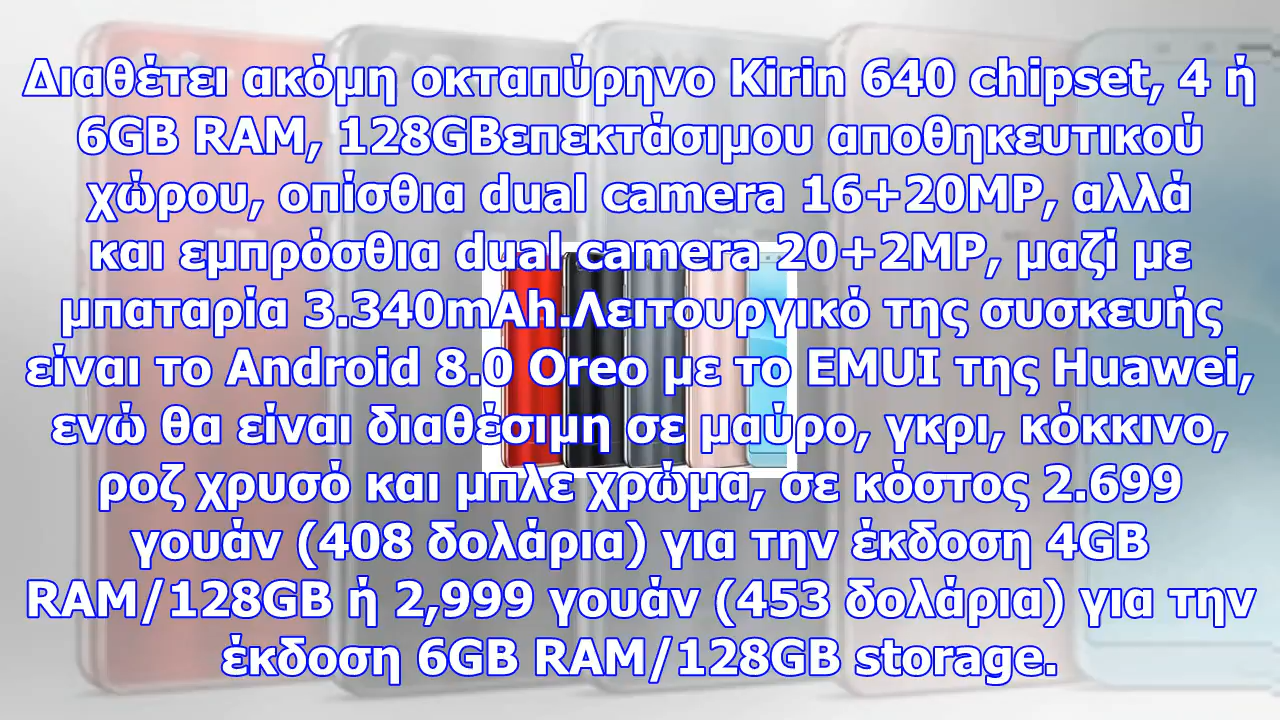 Διαθέτει ακόμη οκταπύρηνο Kirin 640 chipset, 4 ή
6GB RAM, 128GBεπεκτάσιμου αποθηκευτικού
χώρου, οπίσθια dual camera 16+20MP, αλλά
και εμπρόσθια dual camera 20+2MP, μαζί με
μπαταρία 3.340mAh.Λειτουργικό της συσκευής
είναι το Android 8.0 Oreo με το EMUI της Huawei,
ενώ θα είναι διαθέσιμη σε μαύρο, γκρι, κόκκινο,
ροζ χρυσό και μπλε χρώμα, σε κόστος 2.699
γουάν (408 δολάρια) για την έκδοση 4GB
RAM/128GB ή 2,999 γουάν (453 δολάρια) για την
έκδοση 6GB RAM/128GB storage.